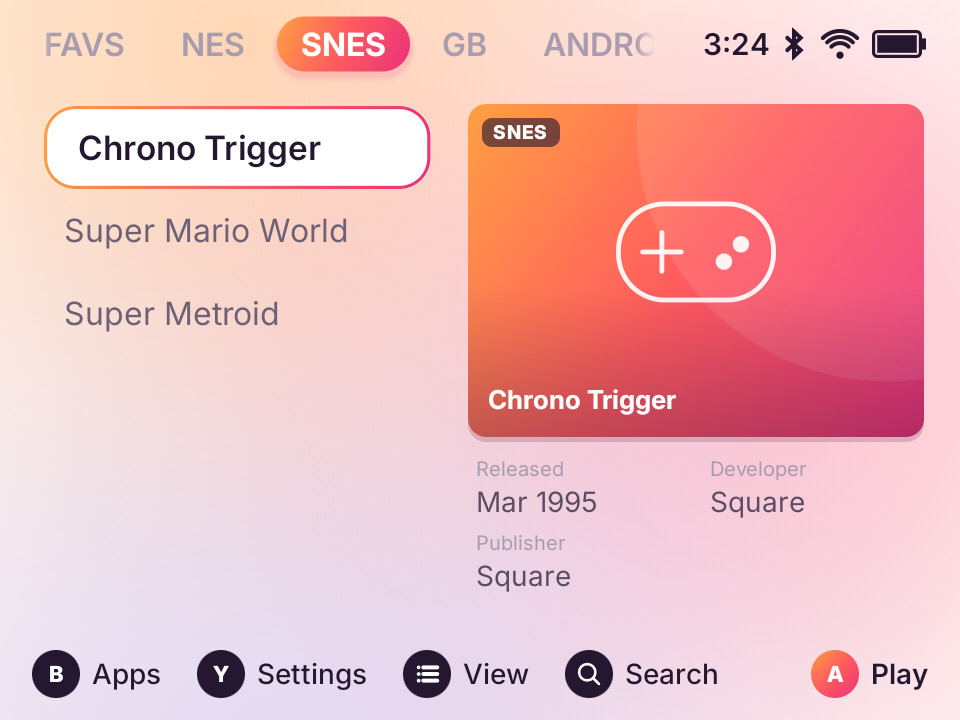 FAVS NES SNES GB ANDRO 3:24
Chrono Trigger
Super Mario World
Super Metroid
SNES
Chrono Trigger
Released Developer
Mar 1995 Square
Publisher
Square
B Apps Y Settings View Search A Play